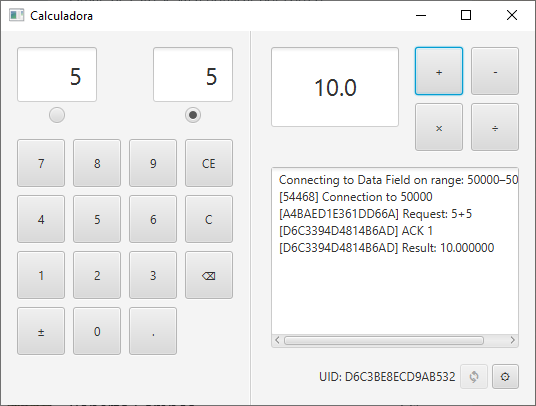 Calculadora
5 5 10.0 + -
× ÷
7 8 9 CE
4 5 6 C
1 2 3 ⌫
± 0 .
Connecting to Data Field on range: 50000–50
[54468] Connection to 50000
[A4BAED1E361DD66A] Request: 5+5
[D6C3394D4814B6AD] ACK 1
[D6C3394D4814B6AD] Result: 10.000000
UID: D6C3BE8ECD9AB532